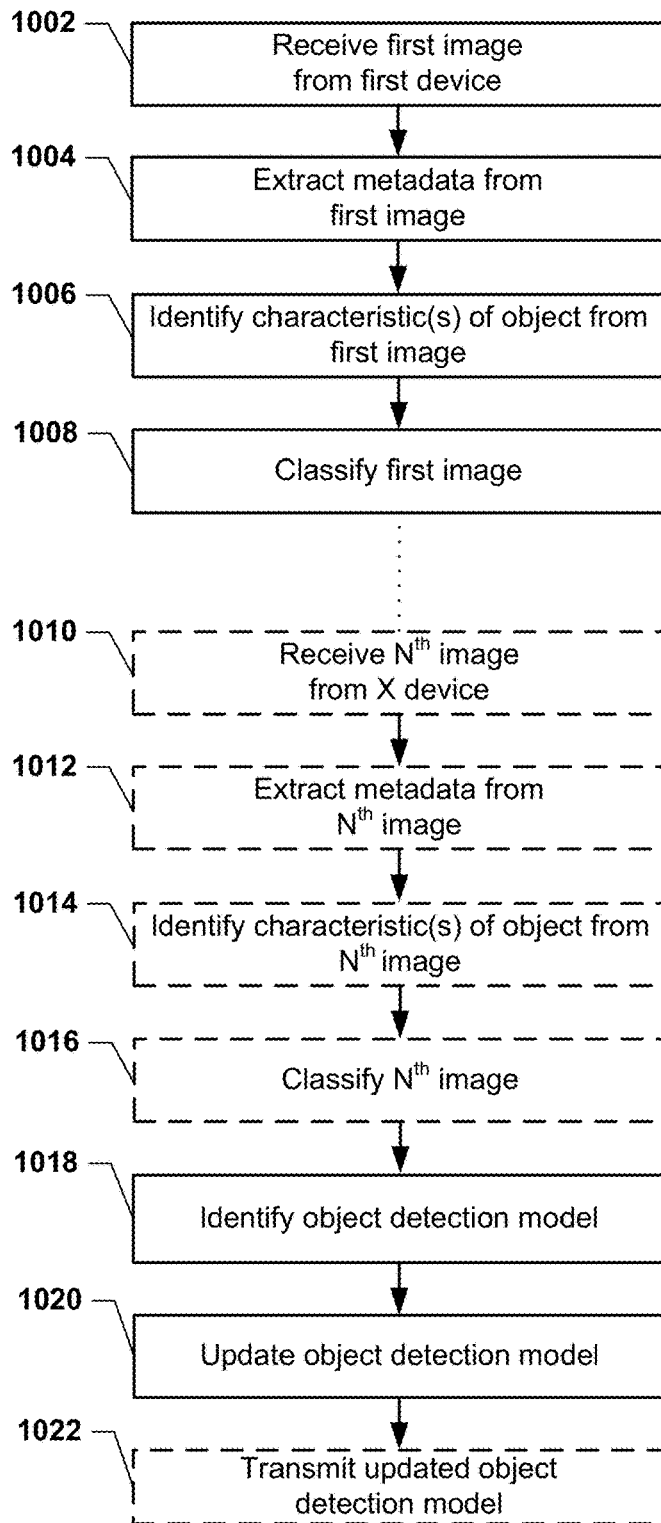 1002
Receive first image
from first device
1004
Extract metadata from
first image
1006
Identify characteristic(s) of object from
first image
1008
Classify first image
1010
Receive Nth image
from X device
1012
Extract metadata from
Nth image
1014
Identify characteristic(s) of object from
Nth image
1016
Classify Nth image
1018
Identify object detection model
1020
Update object detection model
1022
Transmit updated object
detection model